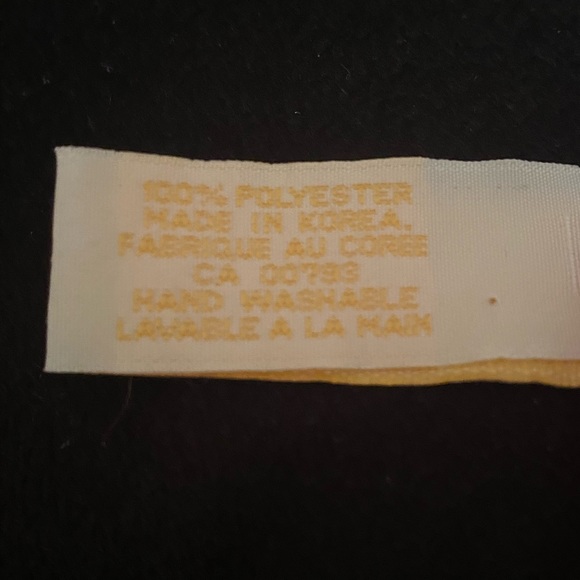 100% POLYESTER
MADE IN KOREA.
FABRIQUE AU COREE
CA 00793
HAND WASHABLE
LAVABLE A LA MAIN